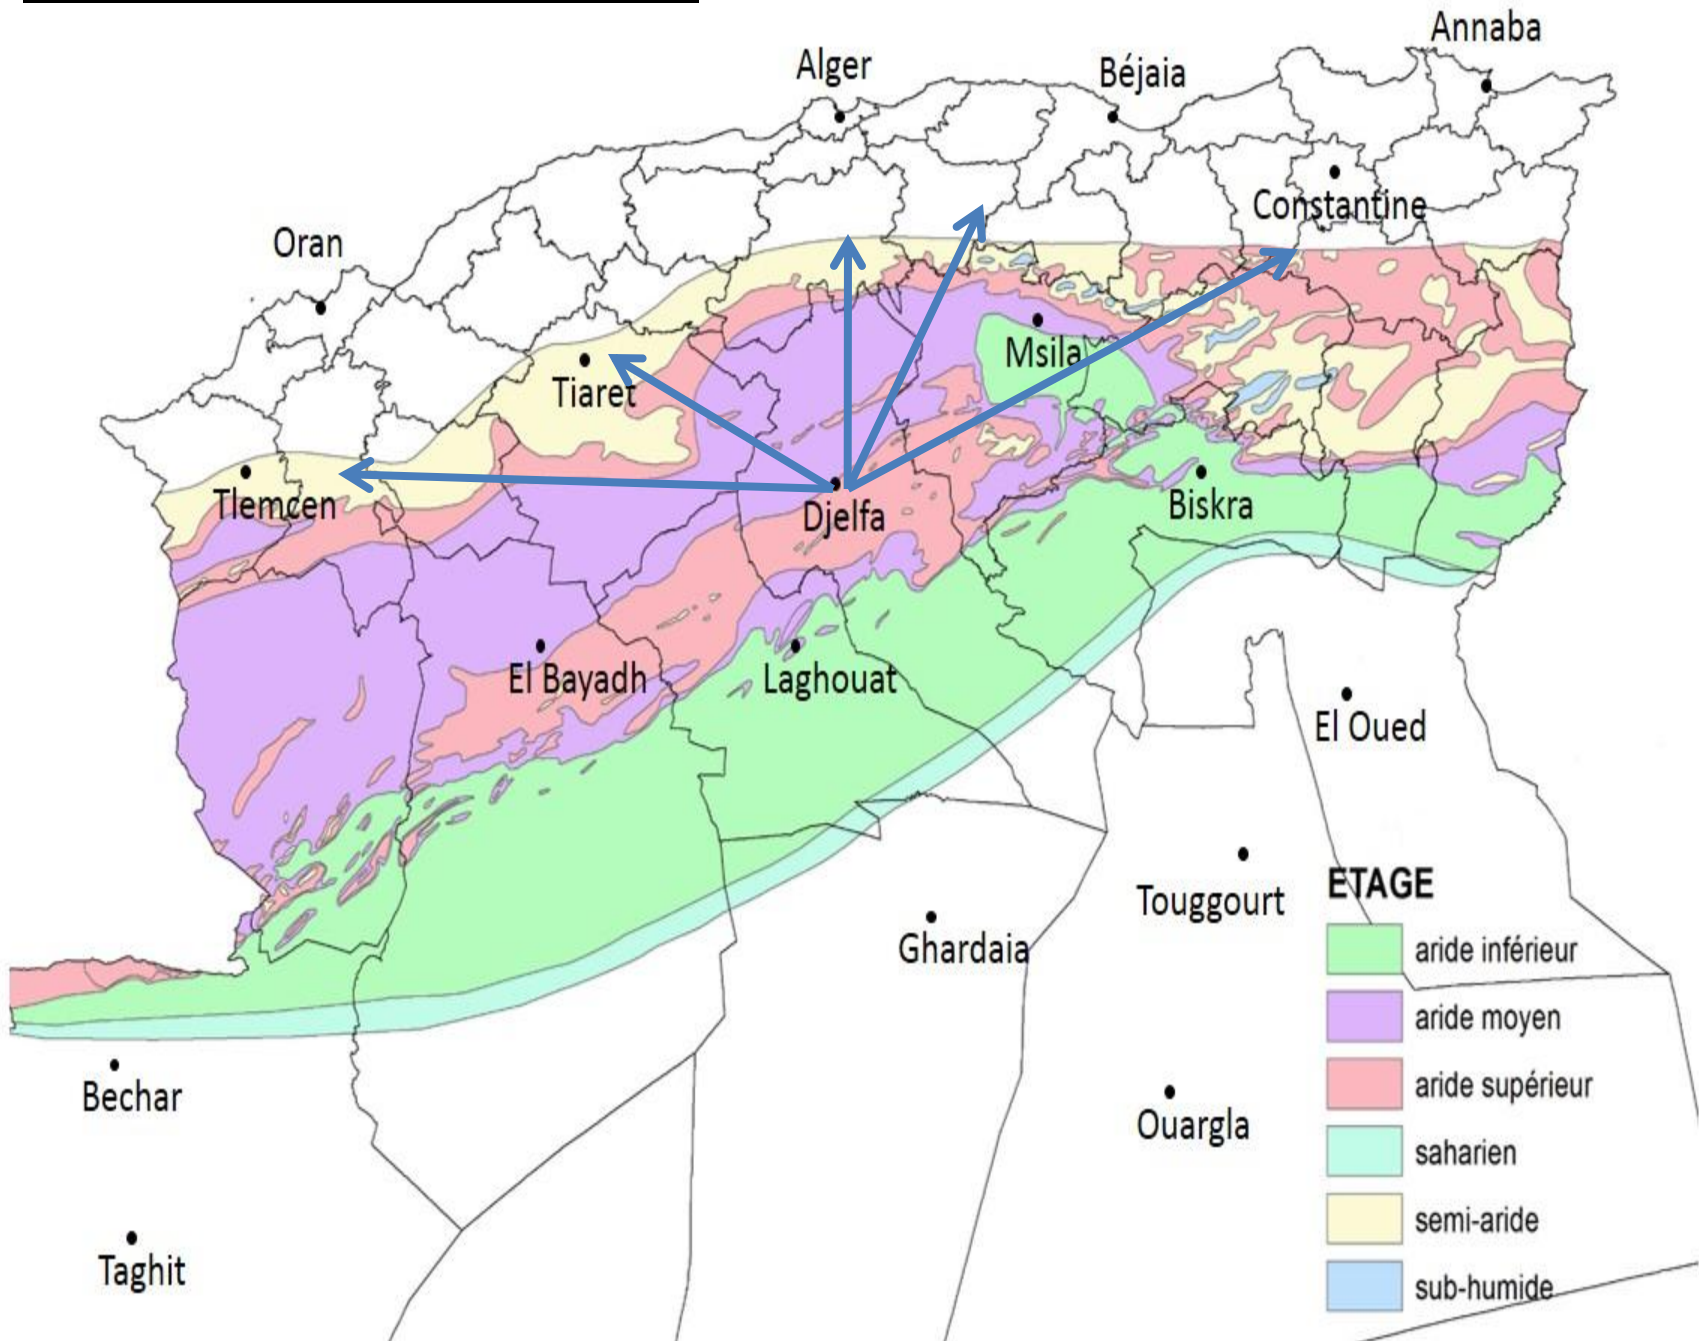 Annaba
Alger
Béjaia
Constantine
Oran
Msila
Tiaret
Tlemcen
Djelfa
Biskra
El Bayadh
Laghouat
El Oued
Touggourt
Ghardaia
Bechar
Ouargla
Taghit
ETAGE
aride inférieur
aride moyen
aride supérieur
saharien
semi-aride
sub-humide